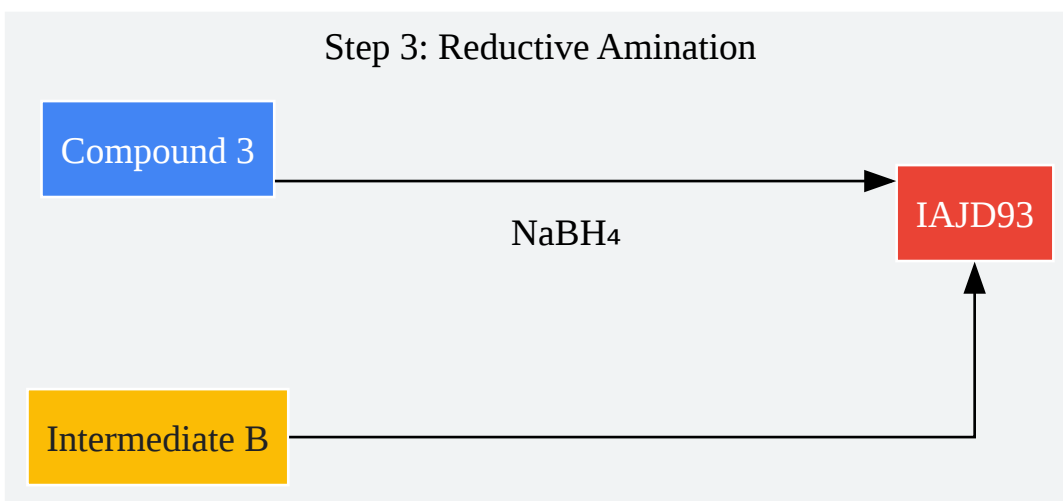 Step 3: Reductive Amination
Compound 3
IAJD93
NaBH₄
Intermediate B